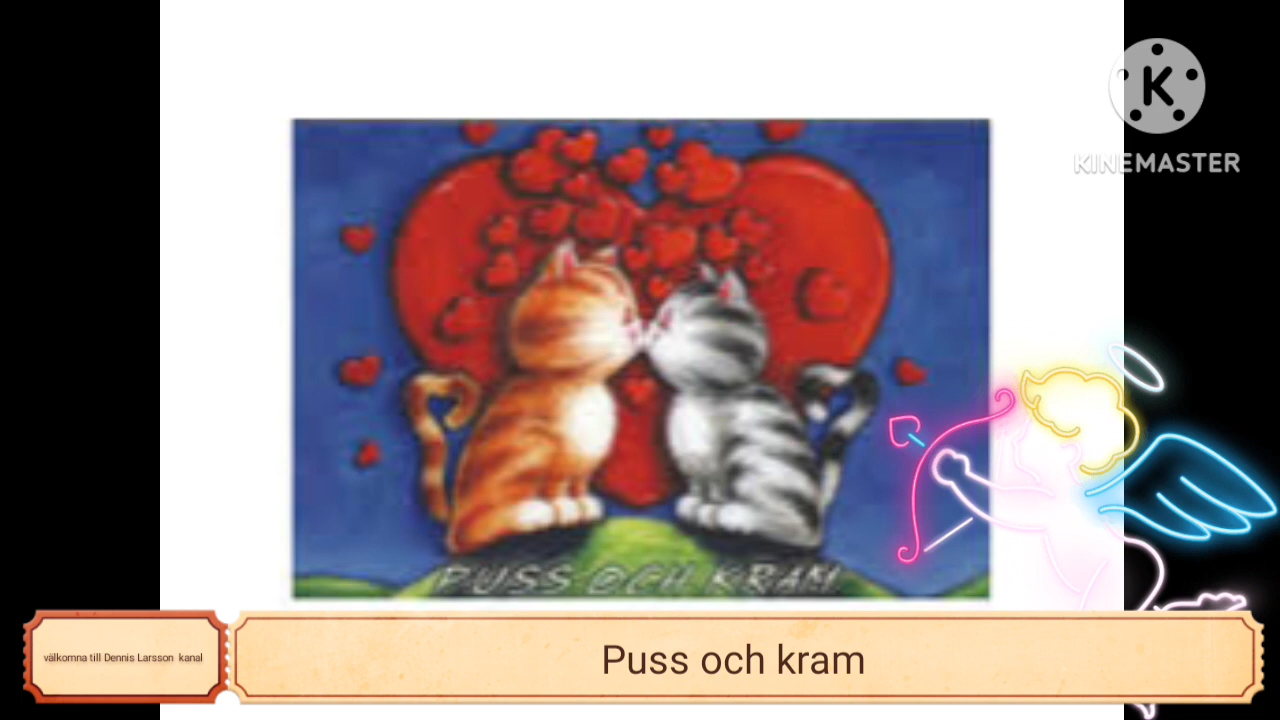 K
KINEMASTER
PUSS OCH KRAM
välkomna till Dennis Larsson kanal
Puss och kram